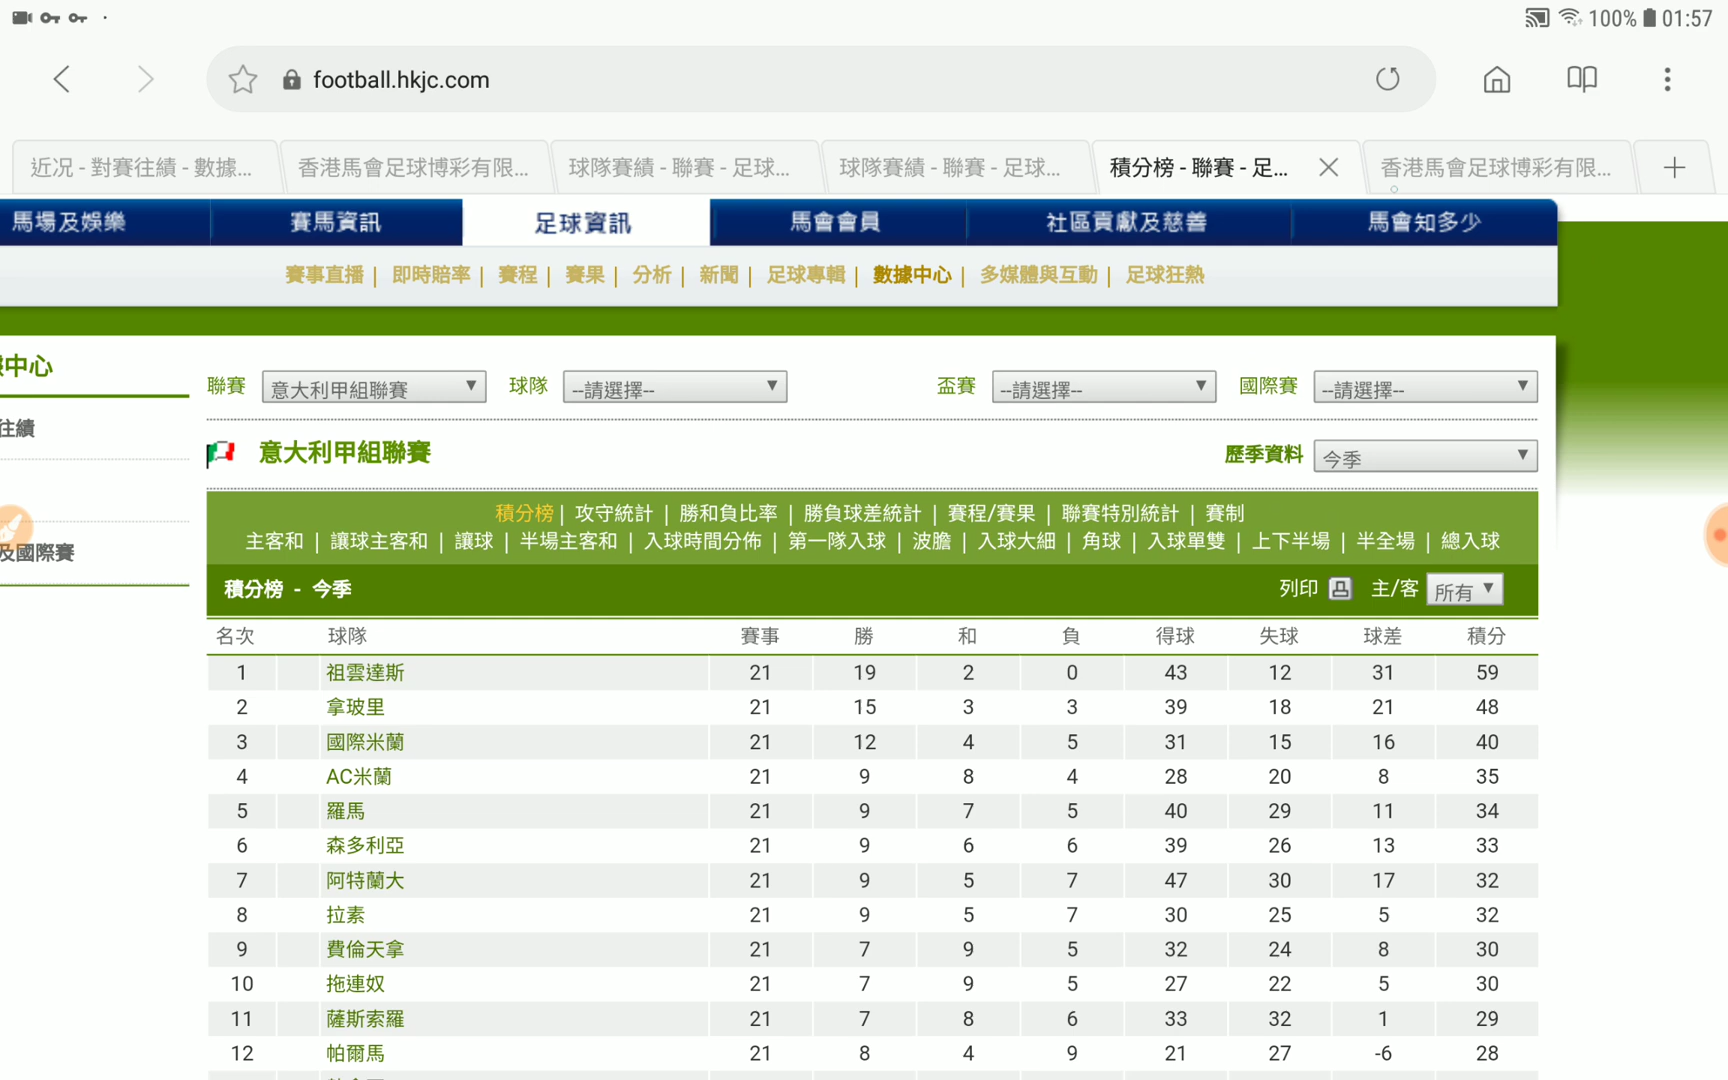 100% 01:57
football.hkjc.com
近況 - 對賽往績 - 數據... 香港馬會足球博彩有限... 球隊賽績 - 聯賽 - 足球... 球隊賽績 - 聯賽 - 足球... 積分榜 - 聯賽 - 足... 香港馬會足球博彩有限...
馬場及娛樂 賽馬資訊 足球資訊 馬會會員 社區貢獻及慈善 馬會知多少
賽事直播 | 即時賠率 | 賽程 | 賽果 | 分析 | 新聞 | 足球專輯 | 數據中心 | 多媒體與互動 | 足球狂熱
中心
聯賽 意大利甲組聯賽 球隊 --請選擇-- 盃賽 --請選擇-- 國際賽 --請選擇--
往績
意大利甲組聯賽 歷季資料 今季
積分榜 | 攻守統計 | 勝和負比率 | 勝負球差統計 | 賽程/賽果 | 聯賽特別統計 | 賽制
主客和 | 讓球主客和 | 讓球 | 半場主客和 | 入球時間分佈 | 第一隊入球 | 波膽 | 入球大細 | 角球 | 入球單雙 | 上下半場 | 半全場 | 總入球
及國際賽
積分榜 - 今季 列印 主/客 所有
名次 球隊 賽事 勝 和 負 得球 失球 球差 積分
1 祖雲達斯 21 19 2 0 43 12 31 59
2 拿玻里 21 15 3 3 39 18 21 48
3 國際米蘭 21 12 4 5 31 15 16 40
4 AC米蘭 21 9 8 4 28 20 8 35
5 羅馬 21 9 7 5 40 29 11 34
6 森多利亞 21 9 6 6 39 26 13 33
7 阿特蘭大 21 9 5 7 47 30 17 32
8 拉素 21 9 5 7 30 25 5 32
9 費倫天拿 21 7 9 5 32 24 8 30
10 拖連奴 21 7 9 5 27 22 5 30
11 薩斯索羅 21 7 8 6 33 32 1 29
12 帕爾馬 21 8 4 9 21 27 -6 28